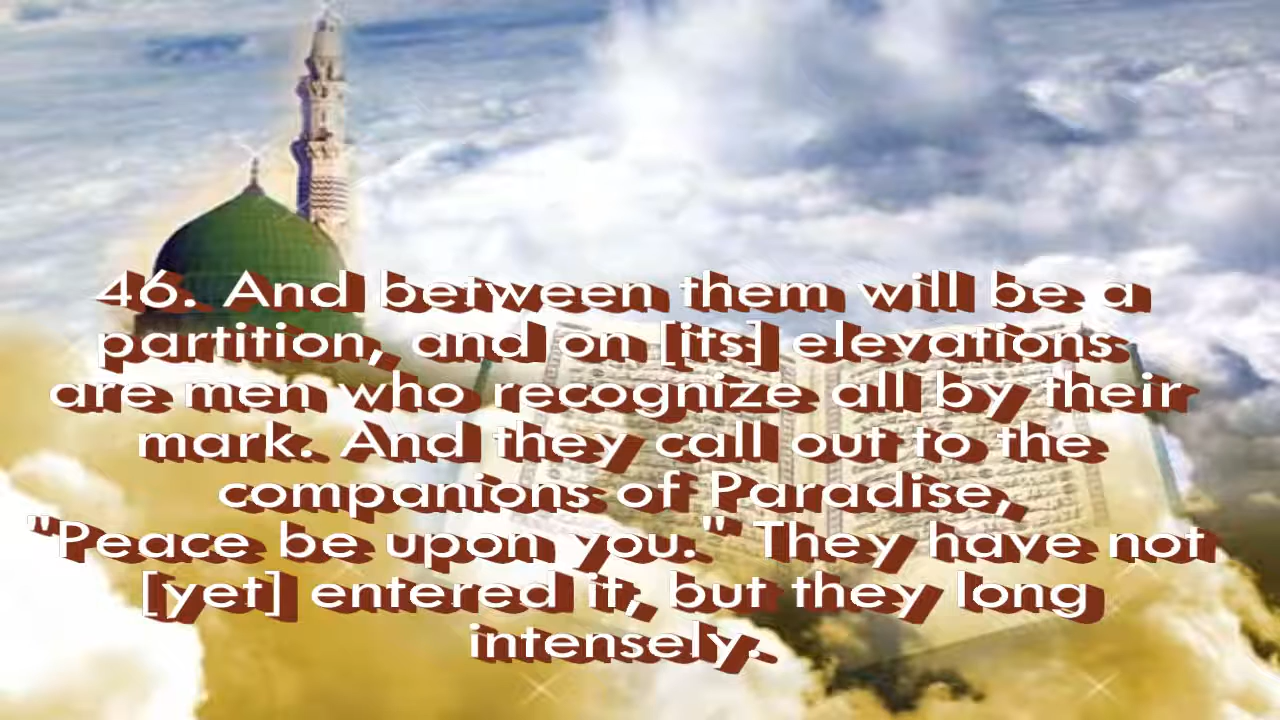 46. And between them will be a
partition, and on [its] elevations
are men who recognize all by their
mark. And they call out to the
companions of Paradise,
"Peace be upon you." They have not
[yet] entered it, but they long
intensely.